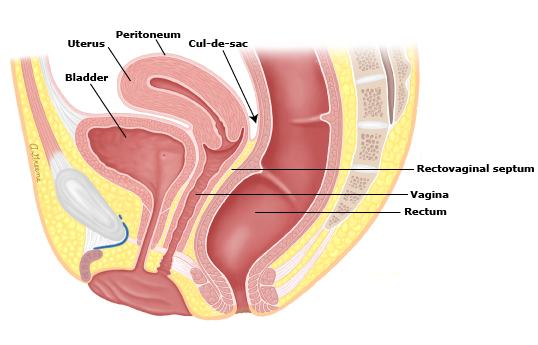 Peritoneum
Uterus
Cul-de-sac
Bladder
Rectovaginal septum
Vagina
Rectum